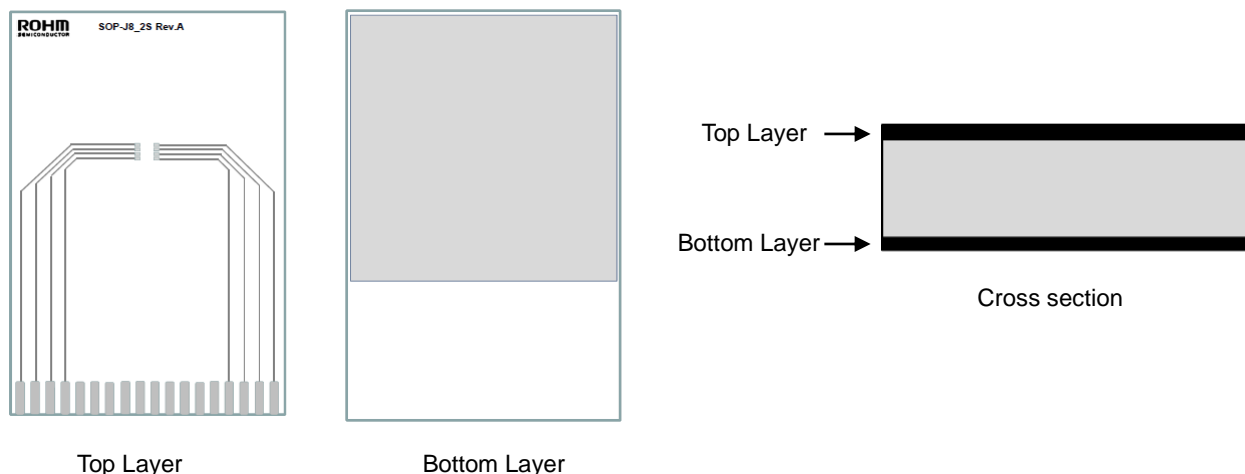 ROHM
SEMICONDUCTOR
SOP-J8_2S Rev.A
Top Layer
Bottom Layer
Top Layer
Bottom Layer
Cross section